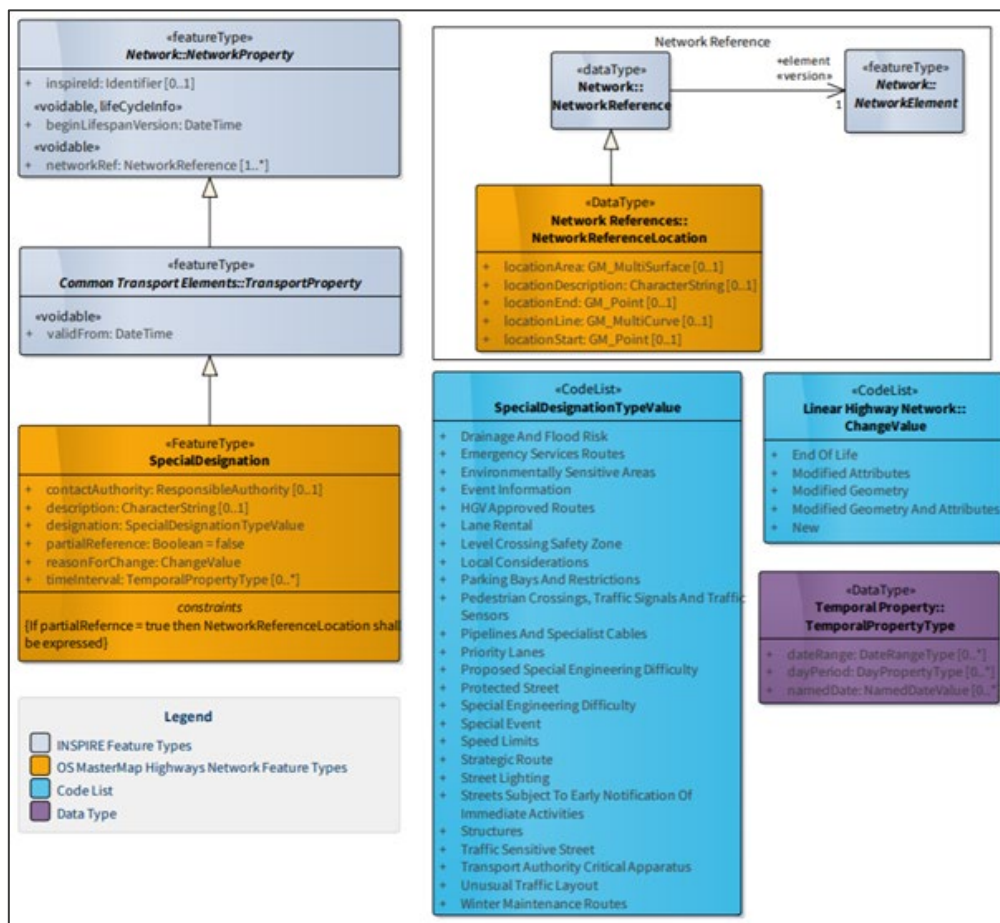 «featureType»
Network::NetworkProperty
+ inspireId: Identifier [0..1]
«voidable, lifeCycleInfo»
+ beginLifespanVersion: DateTime
«voidable»
+ networkRef: NetworkReference [1..*]
«featureType»
Common Transport Elements::TransportProperty
«voidable»
+ validFrom: DateTime
«FeatureType»
SpecialDesignation
+ contactAuthority: ResponsibleAuthority [0..1]
+ description: CharacterString [0..1]
+ designation: SpecialDesignationTypeValue
+ partialReference: Boolean = false
+ reasonForChange: ChangeValue
+ timeInterval: TemporalPropertyType [0..*]
constraints
{If partialRefernce = true then NetworkReferenceLocation shall
be expressed}
Legend
INSPIRE Feature Types
OS MasterMap Highways Network Feature Types
Code List
Data Type
Network Reference
«dataType»
Network::
NetworkReference
+element
«version»
1
«featureType»
Network::
NetworkElement
«DataType»
Network References::
NetworkReferenceLocation
+ locationArea: GM_MultiSurface [0..1]
+ locationDescription: CharacterString [0..1]
+ locationEnd: GM_Point [0..1]
+ locationLine: GM_MultiCurve [0..1]
+ locationStart: GM_Point [0..1]
«CodeList»
SpecialDesignationTypeValue
+ Drainage And Flood Risk
+ Emergency Services Routes
+ Environmentally Sensitive Areas
+ Event Information
+ HGV Approved Routes
+ Lane Rental
+ Level Crossing Safety Zone
+ Local Considerations
+ Parking Bays And Restrictions
+ Pedestrian Crossings, Traffic Signals And Traffic
Sensors
+ Pipelines And Specialist Cables
+ Priority Lanes
+ Proposed Special Engineering Difficulty
+ Protected Street
+ Special Engineering Difficulty
+ Special Event
+ Speed Limits
+ Strategic Route
+ Street Lighting
+ Streets Subject To Early Notification Of
Immediate Activities
+ Structures
+ Traffic Sensitive Street
+ Transport Authority Critical Apparatus
+ Unusual Traffic Layout
+ Winter Maintenance Routes
«CodeList»
Linear Highway Network::
ChangeValue
+ End Of Life
+ Modified Attributes
+ Modified Geometry
+ Modified Geometry And Attributes
+ New
«DataType»
Temporal Property::
TemporalPropertyType
+ dateRange: DateRangeType [0..*]
+ dayPeriod: DayPropertyType [0..*]
+ namedDate: NamedDateValue [0..*]